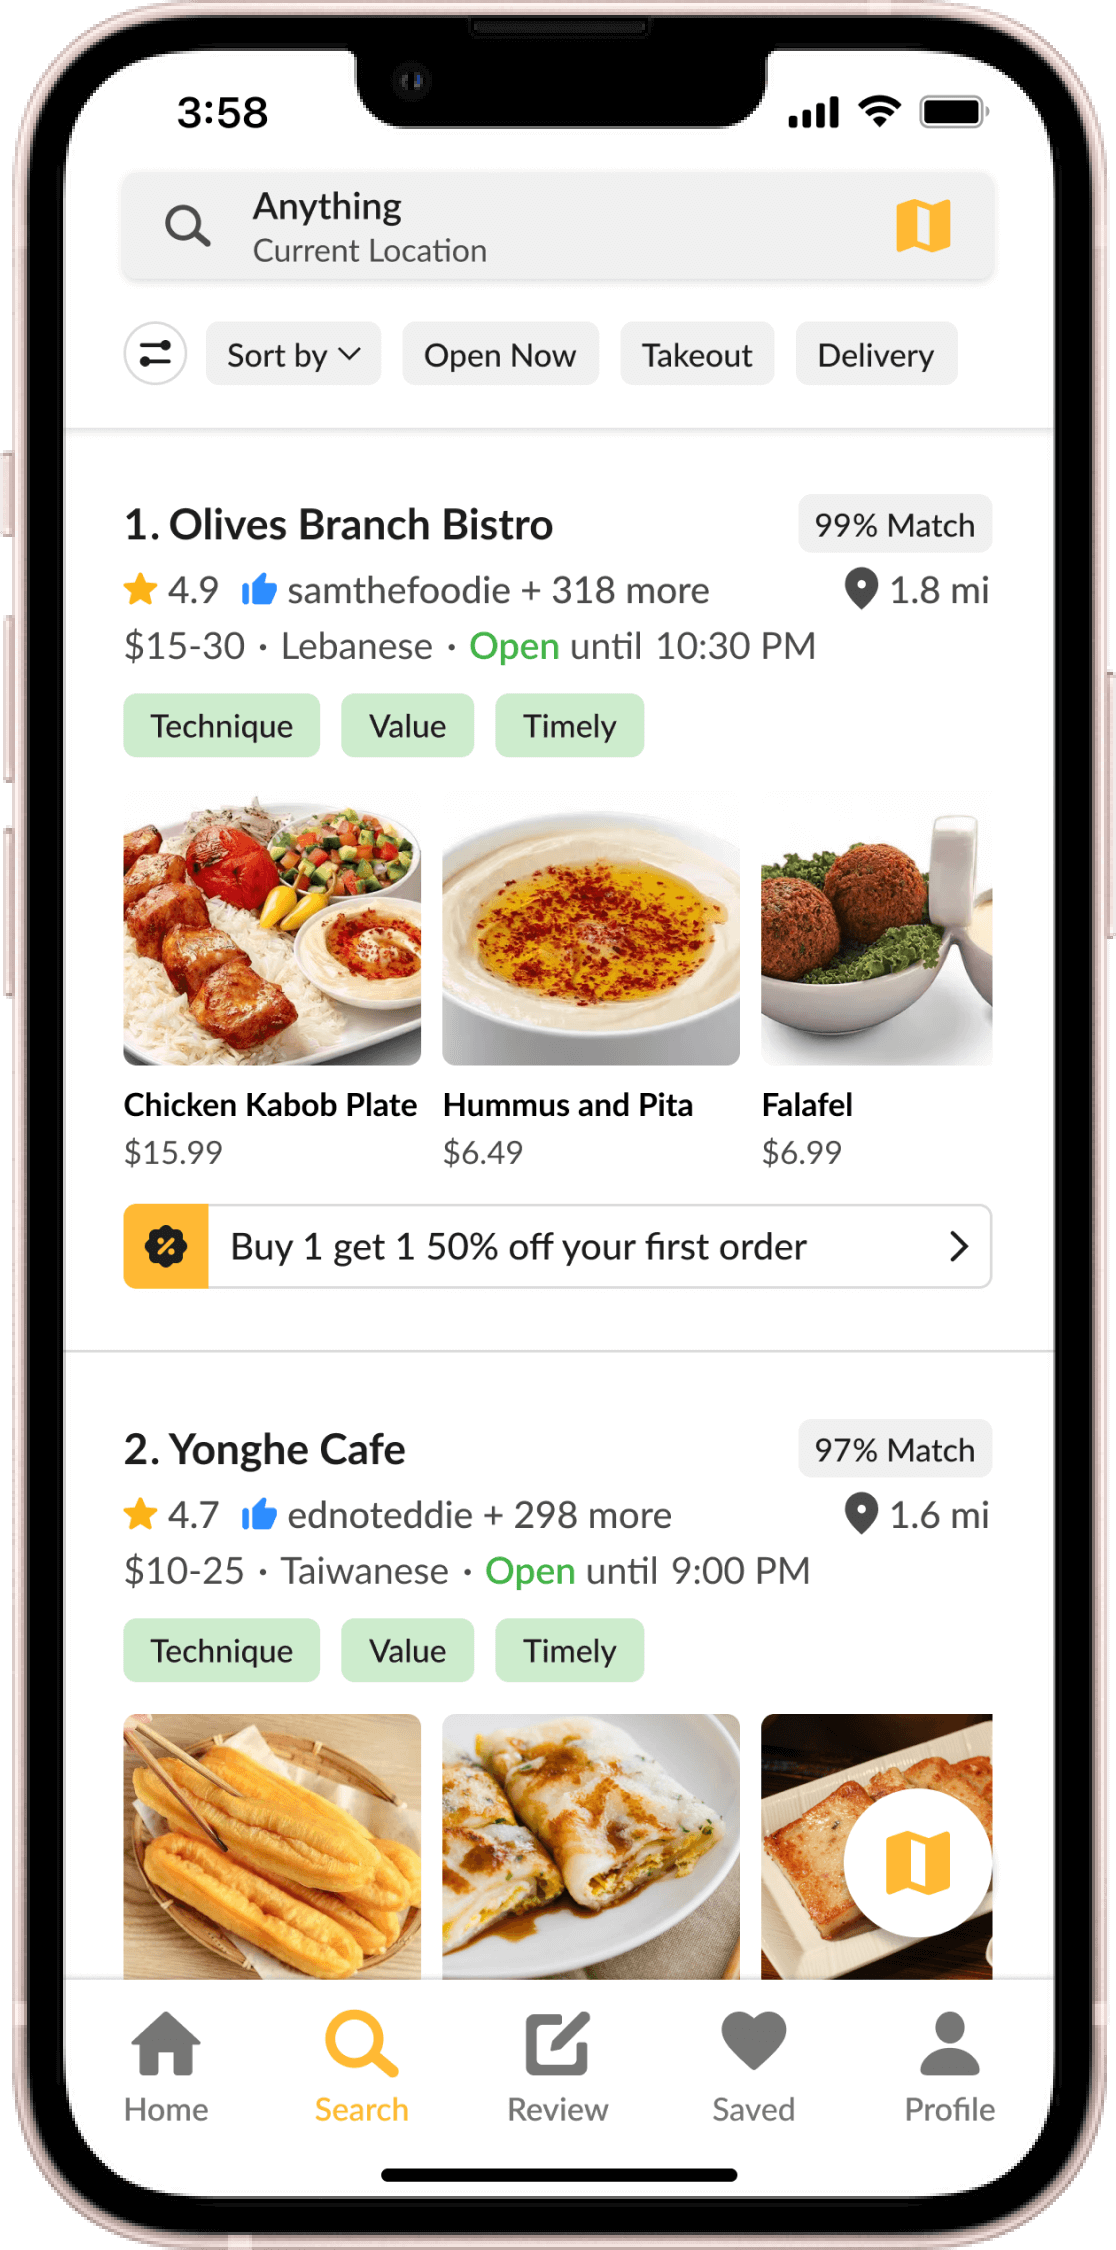 3:58
Anything
Current Location
Sort by
Open Now
Takeout
Delivery
1. Olives Branch Bistro
99% Match
4.9 samthefoodie + 318 more
1.8 mi
$15-30 · Lebanese · Open until 10:30 PM
Technique
Value
Timely
Chicken Kabob Plate
Hummus and Pita
Falafel
$15.99
$6.49
$6.99
%
Buy 1 get 1 50% off your first order
2. Yonghe Cafe
97% Match
4.7 ednoteddie + 298 more
1.6 mi
$10-25 · Taiwanese · Open until 9:00 PM
Technique
Value
Timely
Home
Search
Review
Saved
Profile